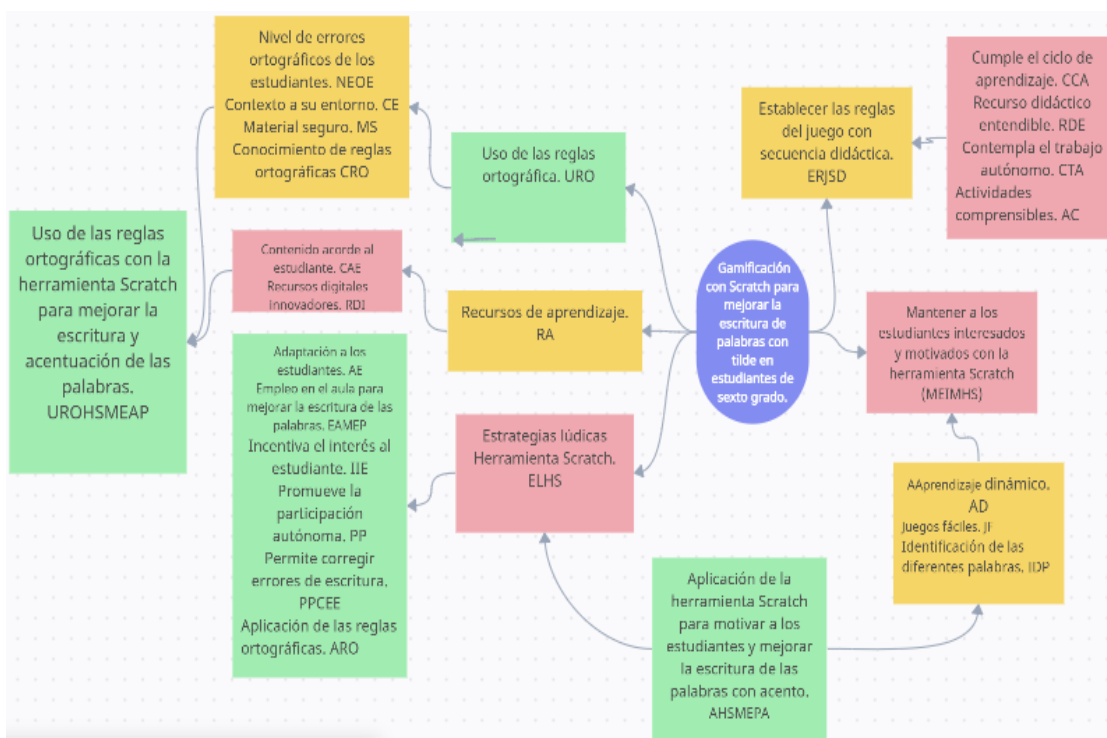 Nivel de errores
ortográficos de los
estudiantes. NEOE
Contexto a su entorno. CE
Material seguro. MS
Conocimiento de reglas
ortográficas CRO
Cumple el ciclo de
aprendizaje. CCA
Recurso didáctico
entendible. RDE
Contempla el trabajo
autónomo. CTA
Actividades
comprensibles. AC
Establecer las reglas
del juego con
secuencia didáctica.
ERJSD
Uso de las reglas
ortográfica. URO
Uso de las reglas
ortográficas con la
herramienta Scratch
para mejorar la
escritura y
acentuación de las
palabras.
UROHSMEAP
Contenido acorde al
estudiante. CAE
Recursos digitales
innovadores. RDI
Recursos de aprendizaje.
RA
Gamificación
con Scratch para
mejorar la
escritura de
palabras con
tilde en
estudiantes de
sexto grado.
Mantener a los
estudiantes interesados
y motivados con la
herramienta Scratch
(MEIMHS)
Adaptación a los
estudiantes. AE
Empleo en el aula para
mejorar la escritura de las
palabras. EAMEP
Incentiva el interés al
estudiante. IIE
Promueve la
participación
autónoma. PP
Permite corregir
errores de escritura.
PPCEE
Aplicación de las reglas
ortográficas. ARO
Estrategias lúdicas
Herramienta Scratch.
ELHS
AAprendizaje dinámico.
AD
Juegos fáciles. JF
Identificación de las
diferentes palabras. IDP
Aplicación de la
herramienta Scratch
para motivar a los
estudiantes y mejorar
la escritura de las
palabras con acento.
AHSMEPA